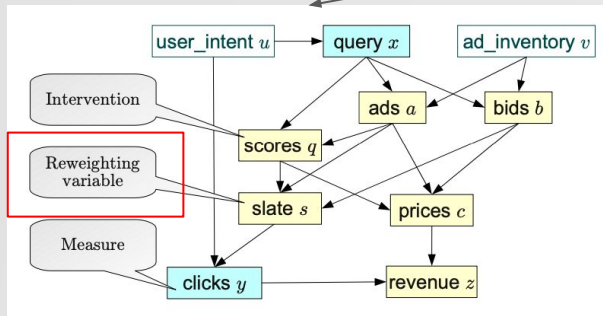 user_intent u
query x
ad_inventory v
Intervention
ads a
bids b
scores q
Reweighting
variable
slate s
prices c
Measure
clicks y
revenue z